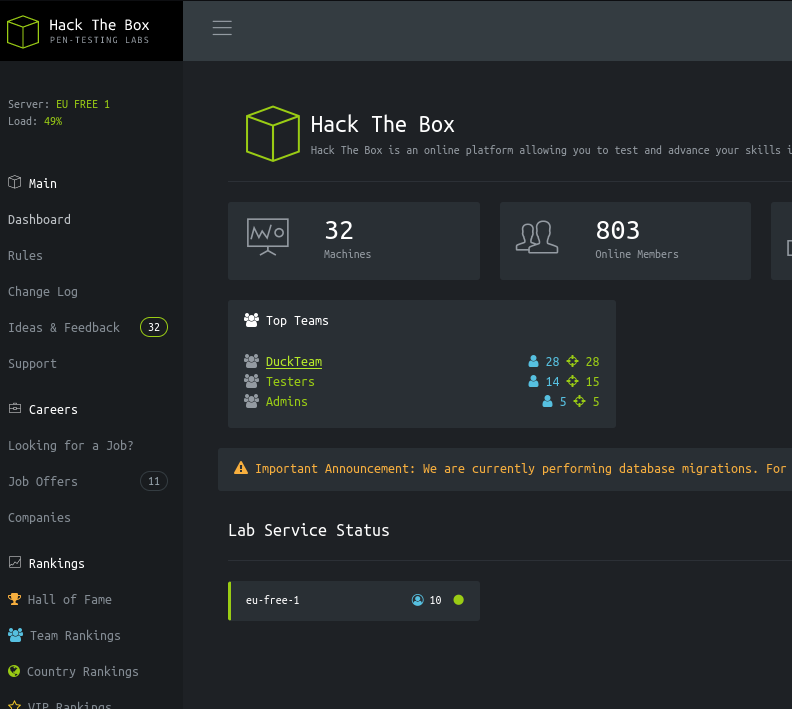 Hack The Box
PEN-TESTING LABS
Server: EU FREE 1
Load: 49%
Main
Dashboard
Rules
Change Log
Ideas & Feedback 32
Support
Careers
Looking for a Job?
Job Offers 11
Companies
Rankings
Hall of Fame
Team Rankings
Country Rankings
VIP Rankings
Hack The Box
Hack The Box is an online platform allowing you to test and advance your skills i
32
Machines
803
Online Members
Top Teams
DuckTeam 28 28
Testers 14 15
Admins 5 5
Important Announcement: We are currently performing database migrations. For
Lab Service Status
eu-free-1 10